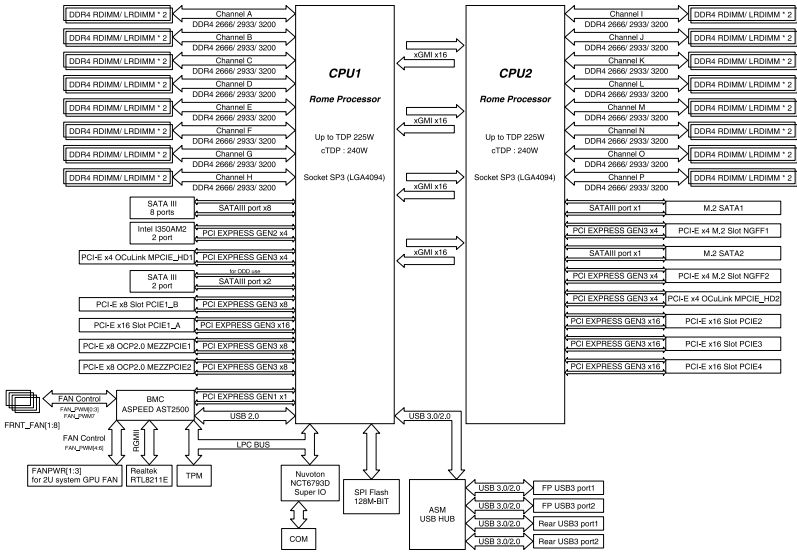 DDR4 RDIMM/ LRDIMM * 2
Channel A
DDR4 2666/ 2933/ 3200
DDR4 RDIMM/ LRDIMM * 2
Channel B
DDR4 2666/ 2933/ 3200
DDR4 RDIMM/ LRDIMM * 2
Channel C
DDR4 2666/ 2933/ 3200
DDR4 RDIMM/ LRDIMM * 2
Channel D
DDR4 2666/ 2933/ 3200
DDR4 RDIMM/ LRDIMM * 2
Channel E
DDR4 2666/ 2933/ 3200
DDR4 RDIMM/ LRDIMM * 2
Channel F
DDR4 2666/ 2933/ 3200
DDR4 RDIMM/ LRDIMM * 2
Channel G
DDR4 2666/ 2933/ 3200
DDR4 RDIMM/ LRDIMM * 2
Channel H
DDR4 2666/ 2933/ 3200
SATA III
8 ports
SATAIII port x8
Intel I350AM2
2 port
PCI EXPRESS GEN2 x4
PCI-E x4 OCuLink MPCIE_HD1
PCI EXPRESS GEN3 x4
SATA III
2 port
for ODD use
SATAIII port x2
PCI-E x8 Slot PCIE1_B
PCI EXPRESS GEN3 x8
PCI-E x16 Slot PCIE1_A
PCI EXPRESS GEN3 x16
PCI-E x8 OCP2.0 MEZZPCIE1
PCI EXPRESS GEN3 x8
PCI-E x8 OCP2.0 MEZZPCIE2
PCI EXPRESS GEN3 x8
CPU1
Rome Processor
Up to TDP 225W
cTDP : 240W
Socket SP3 (LGA4094)
xGMI x16
xGMI x16
xGMI x16
xGMI x16
CPU2
Rome Processor
Up to TDP 225W
cTDP : 240W
Socket SP3 (LGA4094)
Channel I
DDR4 2666/ 2933/ 3200
DDR4 RDIMM/ LRDIMM * 2
Channel J
DDR4 2666/ 2933/ 3200
DDR4 RDIMM/ LRDIMM * 2
Channel K
DDR4 2666/ 2933/ 3200
DDR4 RDIMM/ LRDIMM * 2
Channel L
DDR4 2666/ 2933/ 3200
DDR4 RDIMM/ LRDIMM * 2
Channel M
DDR4 2666/ 2933/ 3200
DDR4 RDIMM/ LRDIMM * 2
Channel N
DDR4 2666/ 2933/ 3200
DDR4 RDIMM/ LRDIMM * 2
Channel O
DDR4 2666/ 2933/ 3200
DDR4 RDIMM/ LRDIMM * 2
Channel P
DDR4 2666/ 2933/ 3200
DDR4 RDIMM/ LRDIMM * 2
SATAIII port x1
M.2 SATA1
PCI EXPRESS GEN3 x4
PCI-E x4 M.2 Slot NGFF1
SATAIII port x1
M.2 SATA2
PCI EXPRESS GEN3 x4
PCI-E x4 M.2 Slot NGFF2
PCI EXPRESS GEN3 x4
PCI-E x4 OCuLink MPCIE_HD2
PCI EXPRESS GEN3 x16
PCI-E x16 Slot PCIE2
PCI EXPRESS GEN3 x16
PCI-E x16 Slot PCIE3
PCI EXPRESS GEN3 x16
PCI-E x16 Slot PCIE4
FRNT_FAN[1:8]
FAN Control
FAN_PWM[0:3]
FAN_PWM7
BMC
ASPEED AST2500
PCI EXPRESS GEN1 x1
USB 2.0
USB 3.0/2.0
FAN Control
FAN_PWM[4:6]
RGMII
LPC BUS
FANPWR[1:3]
for 2U system GPU FAN
Realtek
RTL8211E
TPM
Nuvoton
NCT6793D
Super IO
COM
SPI Flash
128M-BIT
ASM
USB HUB
USB 3.0/2.0
FP USB3 port1
USB 3.0/2.0
FP USB3 port2
USB 3.0/2.0
Rear USB3 port1
USB 3.0/2.0
Rear USB3 port2